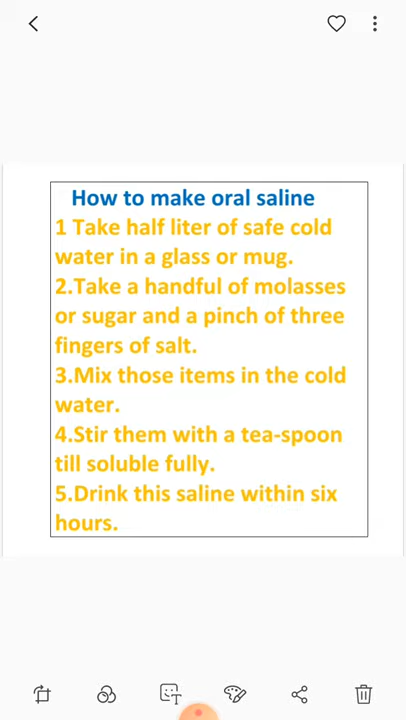 How to make oral saline
1 Take half liter of safe cold
water in a glass or mug.
2.Take a handful of molasses
or sugar and a pinch of three
fingers of salt.
3.Mix those items in the cold
water.
4.Stir them with a tea-spoon
till soluble fully.
5.Drink this saline within six
hours.